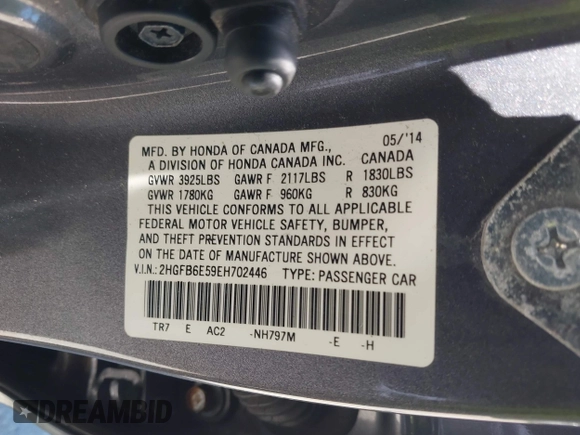 MFD. BY HONDA OF CANADA MFG., 05/'14
A DIVISION OF HONDA CANADA INC. CANADA
GVWR 3925LBS GAWR F 2117LBS R 1830LBS
GVWR 1780KG GAWR F 960KG R 830KG
THIS VEHICLE CONFORMS TO ALL APPLICABLE
FEDERAL MOTOR VEHICLE SAFETY, BUMPER,
AND THEFT PREVENTION STANDARDS IN EFFECT
ON THE DATE OF MANUFACTURE SHOWN ABOVE.
V.I.N.: 2HGFB6E59EH702446 TYPE: PASSENGER CAR
TR7 E AC2 -NH797M -E -H
DREAMBID